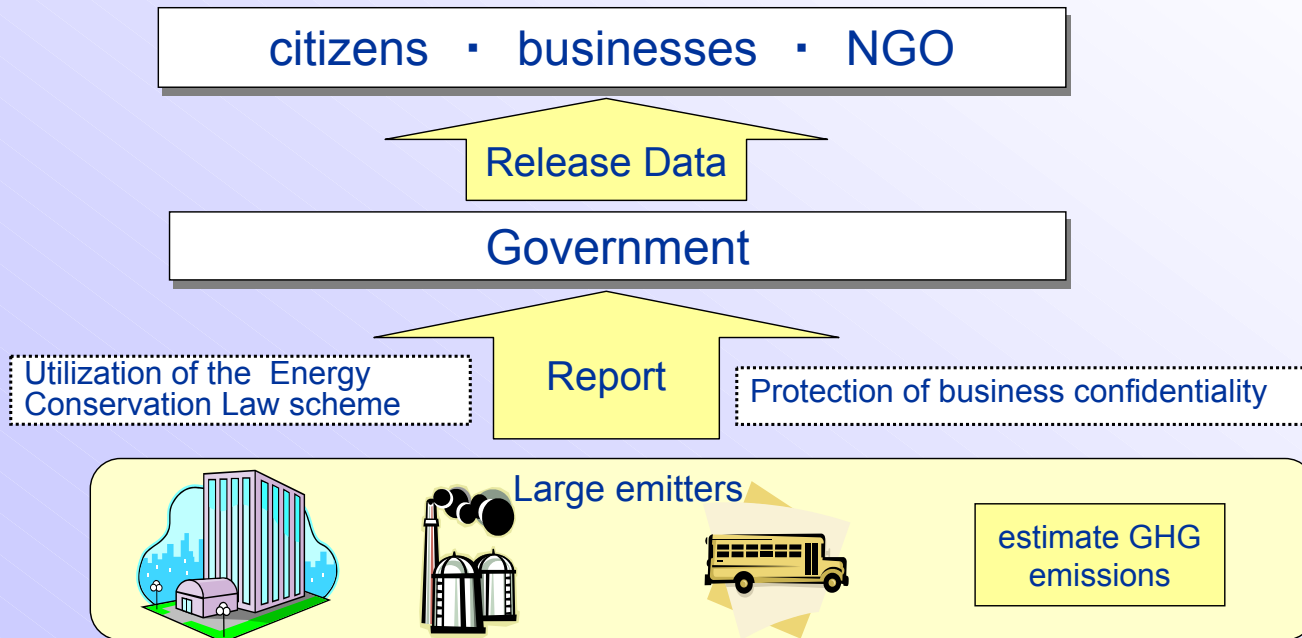 citizens ・ businesses ・ NGO
Release Data
Government
Utilization of the Energy
Conservation Law scheme
Report
Protection of business confidentiality
Large emitters
estimate GHG
emissions